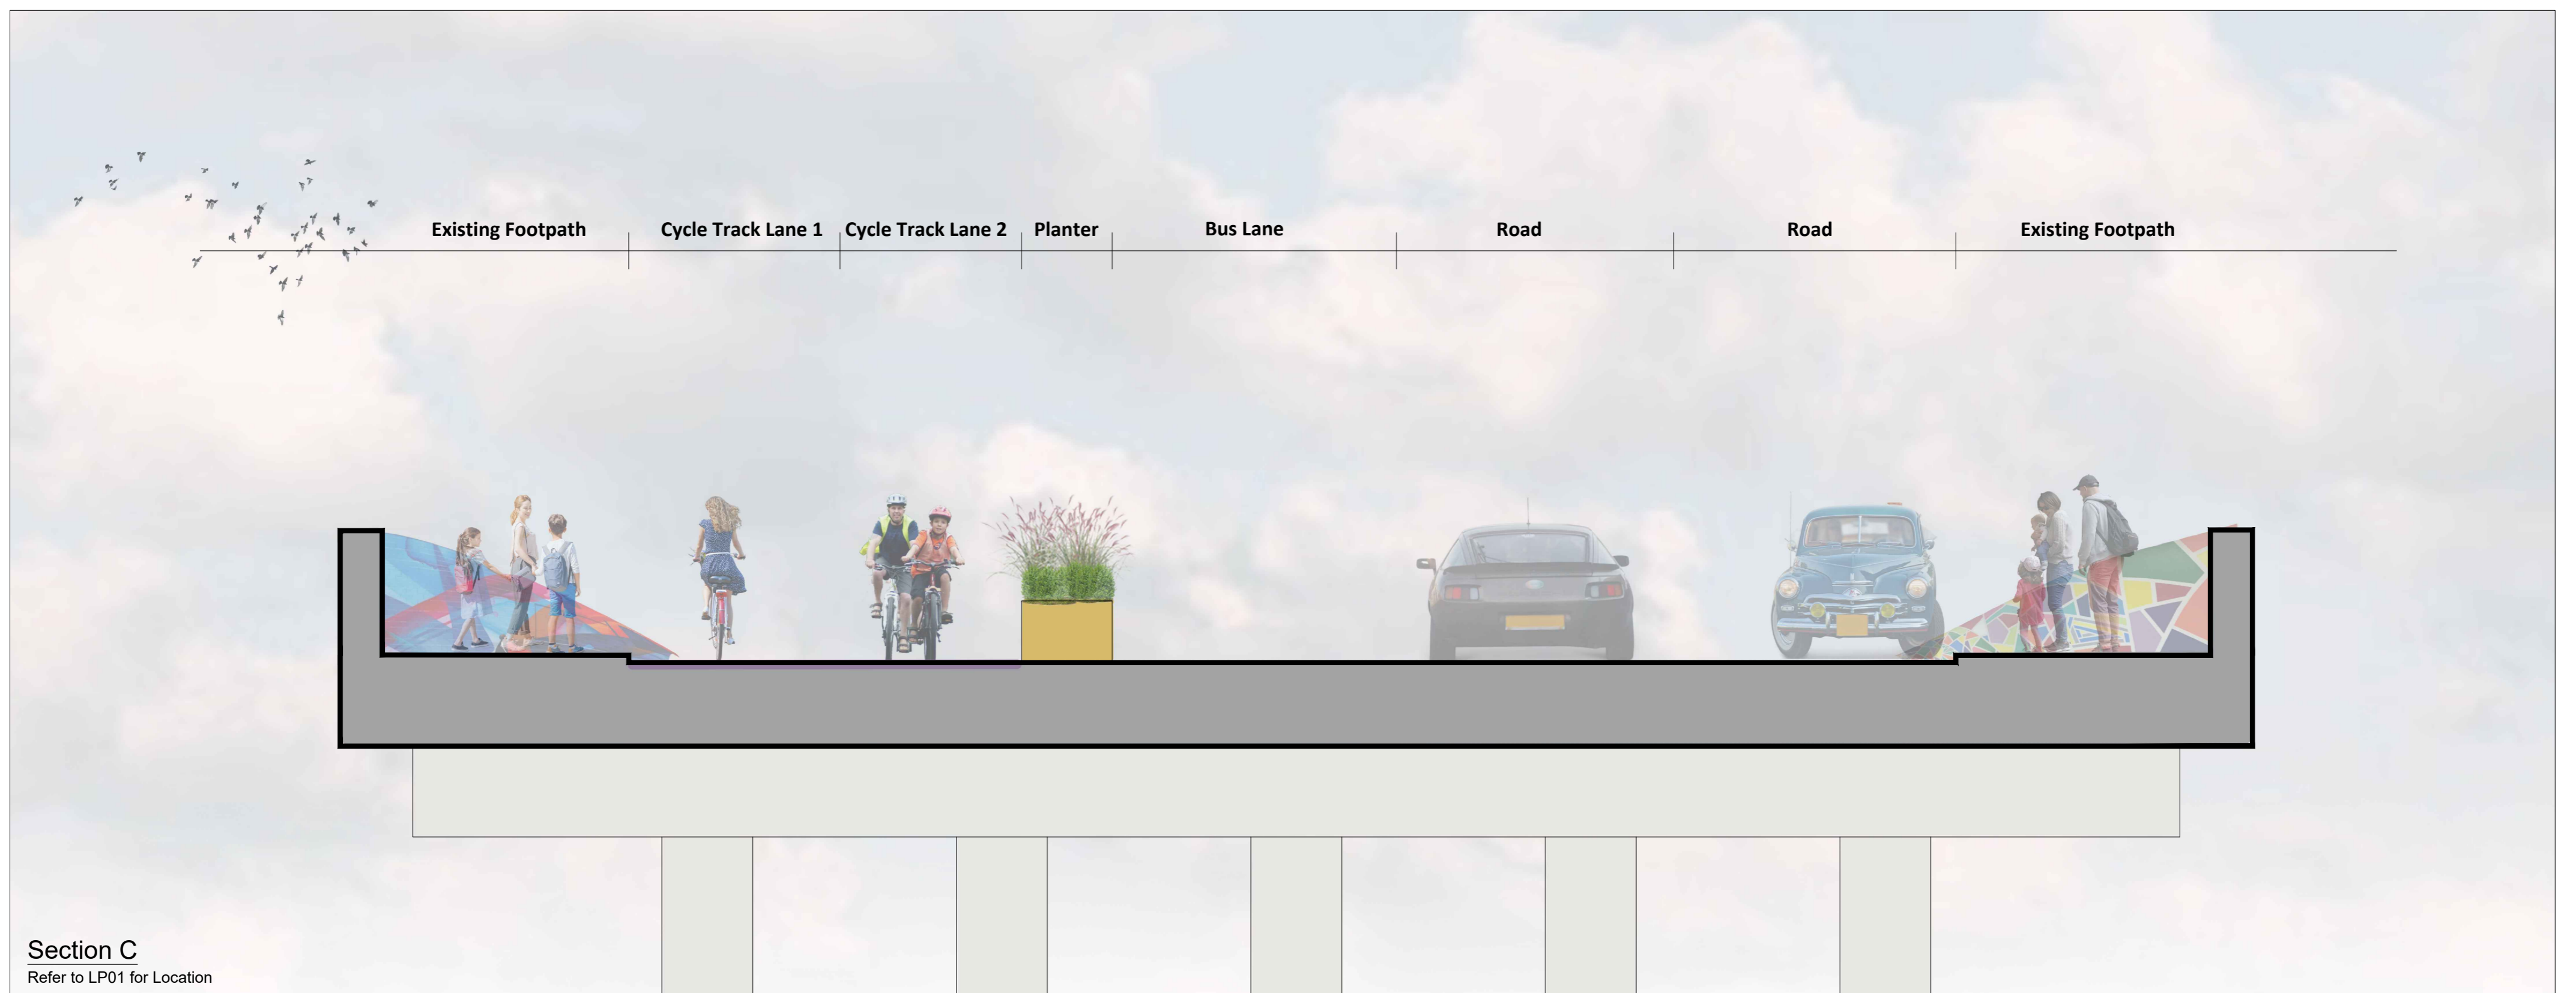 Existing Footpath
Cycle Track Lane 1
Cycle Track Lane 2
Planter
Bus Lane
Road
Road
Existing Footpath
Section C
Refer to LP01 for Location